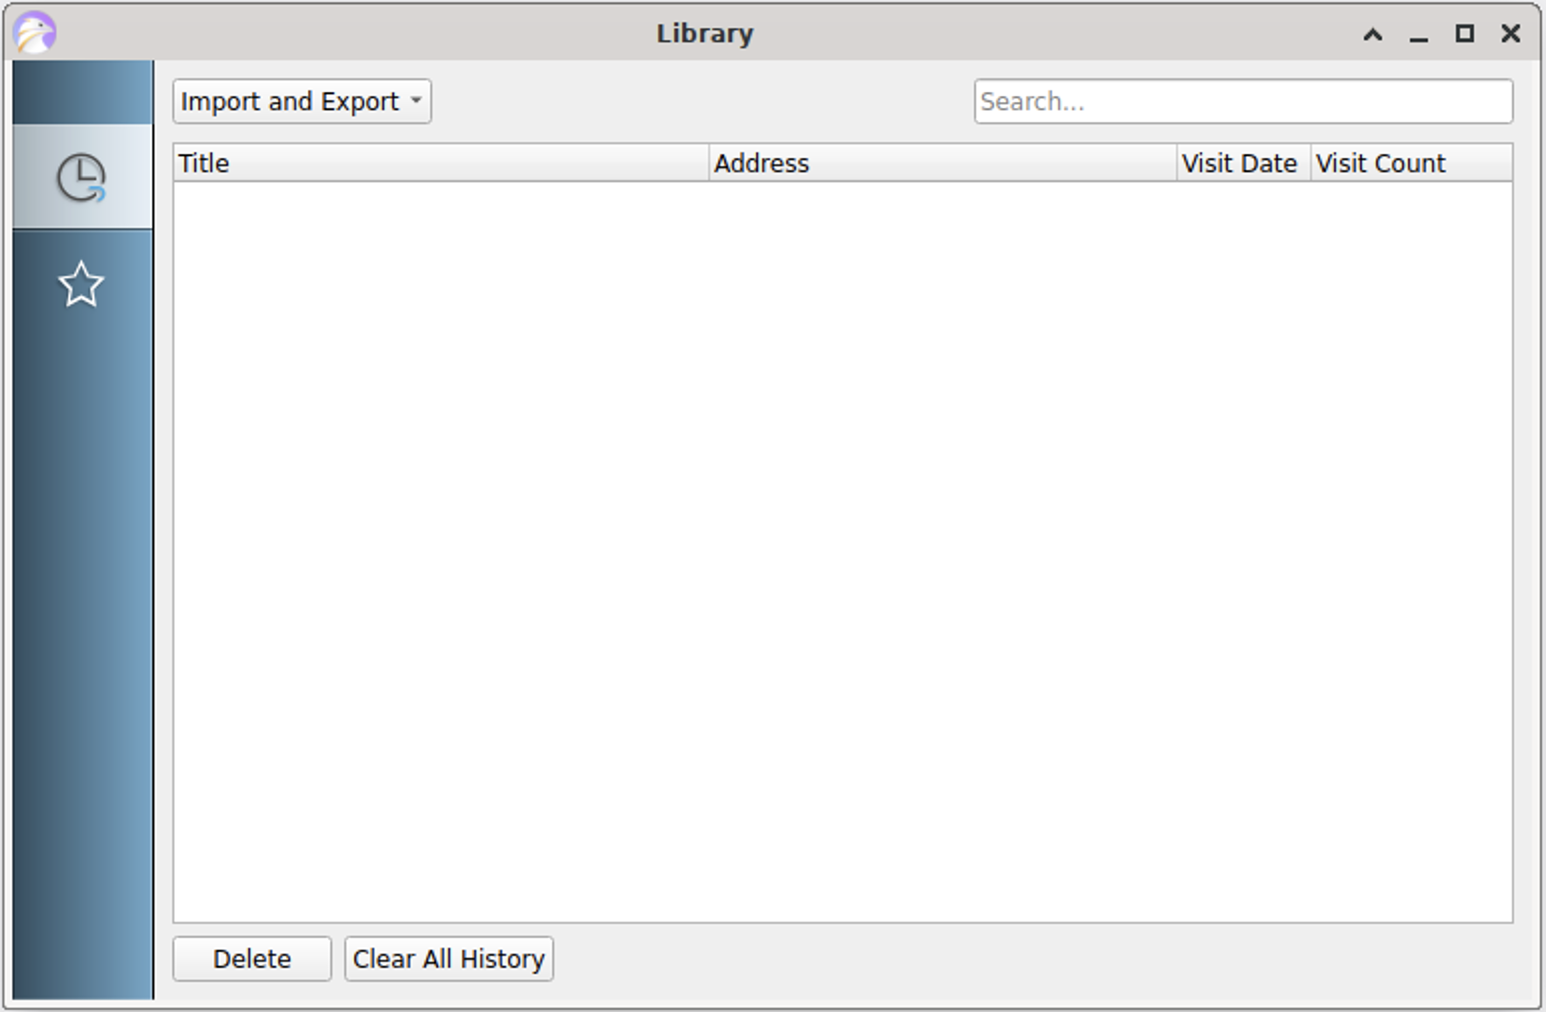 Library
Import and Export
Search...
Title Address Visit Date Visit Count
Delete Clear All History